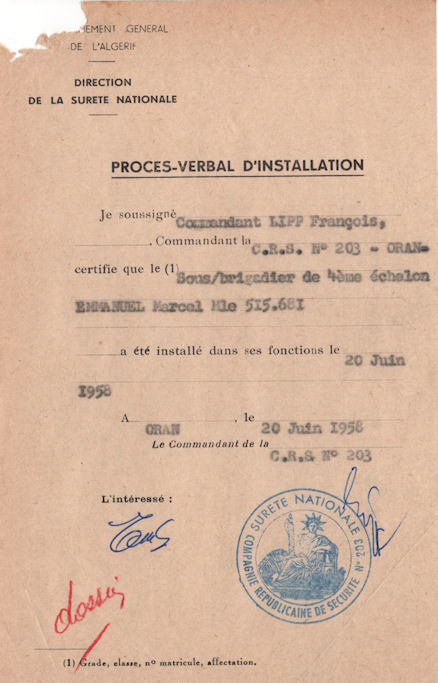 NEMENT GENERAL
DE L'ALGERIE
DIRECTION
DE LA SURETE NATIONALE
PROCES-VERBAL D'INSTALLATION
Je soussigné Commandant LIPP François,
, Commandant la C.R.S. N° 203 - ORAN-
certifie que le (1) Sous/brigadier de 4ème échelon
EMMANUEL Marcel Mle 515.681
a été installé dans ses fonctions le 20 Juin
1958
A ORAN , le 20 Juin 1958
Le Commandant de la C.R.S N° 203
L'intéressé :
SURETE NATIONALE
COMPAGNIE REPUBLICAINE DE SECURITE N° 203
dossier
(1) Grade, classe, n° matricule, affectation.